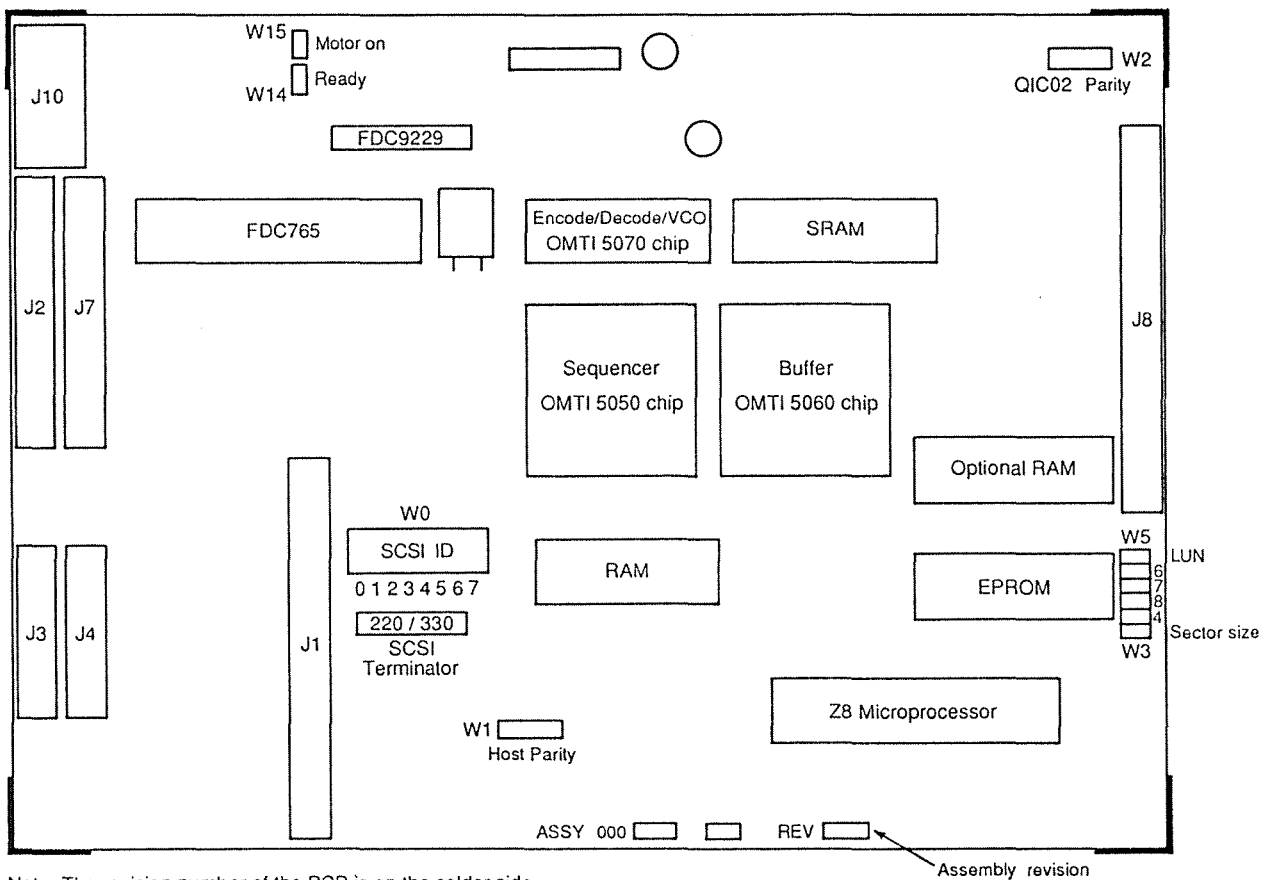 W15
Motor on
Ready
W14
W2
QIC02 Parity
J10
FDC9229
FDC765
Encode/Decode/VCO
OMTI 5070 chip
SRAM
J2
J7
J8
Sequencer
OMTI 5050 chip
Buffer
OMTI 5060 chip
Optional RAM
W0
SCSI ID
0 1 2 3 4 5 6 7
220 / 330
SCSI
Terminator
RAM
EPROM
W5
LUN
6
7
8
4
Sector size
W3
J3
J4
J1
Z8 Microprocessor
W1
Host Parity
ASSY 000
REV
Assembly revision